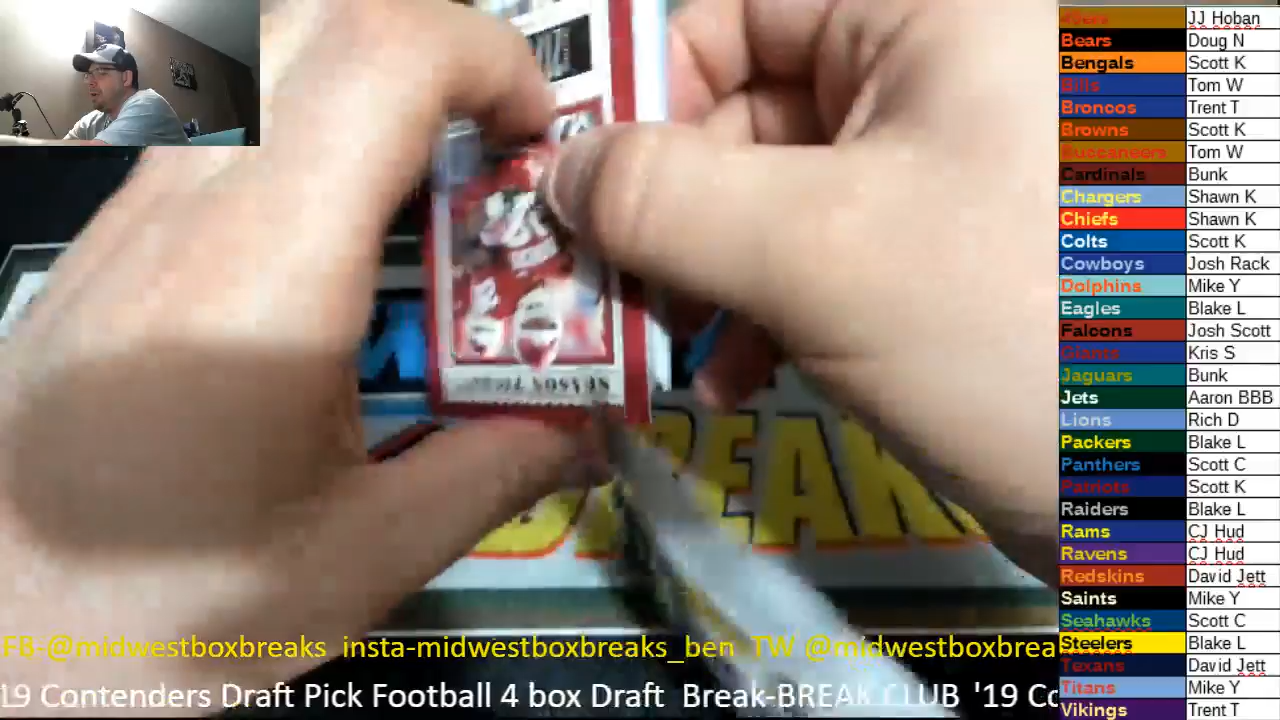 49ers JJ Hoban
Bears Doug N
Bengals Scott K
Bills Tom W
Broncos Trent T
Browns Scott K
Buccaneers Tom W
Cardinals Bunk
Chargers Shawn K
Chiefs Shawn K
Colts Scott K
Cowboys Josh Rack
Dolphins Mike Y
Eagles Blake L
Falcons Josh Scott
Giants Kris S
Jaguars Bunk
Jets Aaron BBB
Lions Rich D
Packers Blake L
Panthers Scott C
Patriots Scott K
Raiders Blake L
Rams CJ Hud
Ravens CJ Hud
Redskins David Jett
Saints Mike Y
Seahawks Scott C
Steelers Blake L
Texans David Jett
Titans Mike Y
Vikings Trent T
SEASON
BREAK
FB-@midwestboxbreaks insta-midwestboxbreaks_ben TW @midwestboxbrea
19 Contenders Draft Pick Football 4 box Draft Break-BREAK CLUB '19 Co